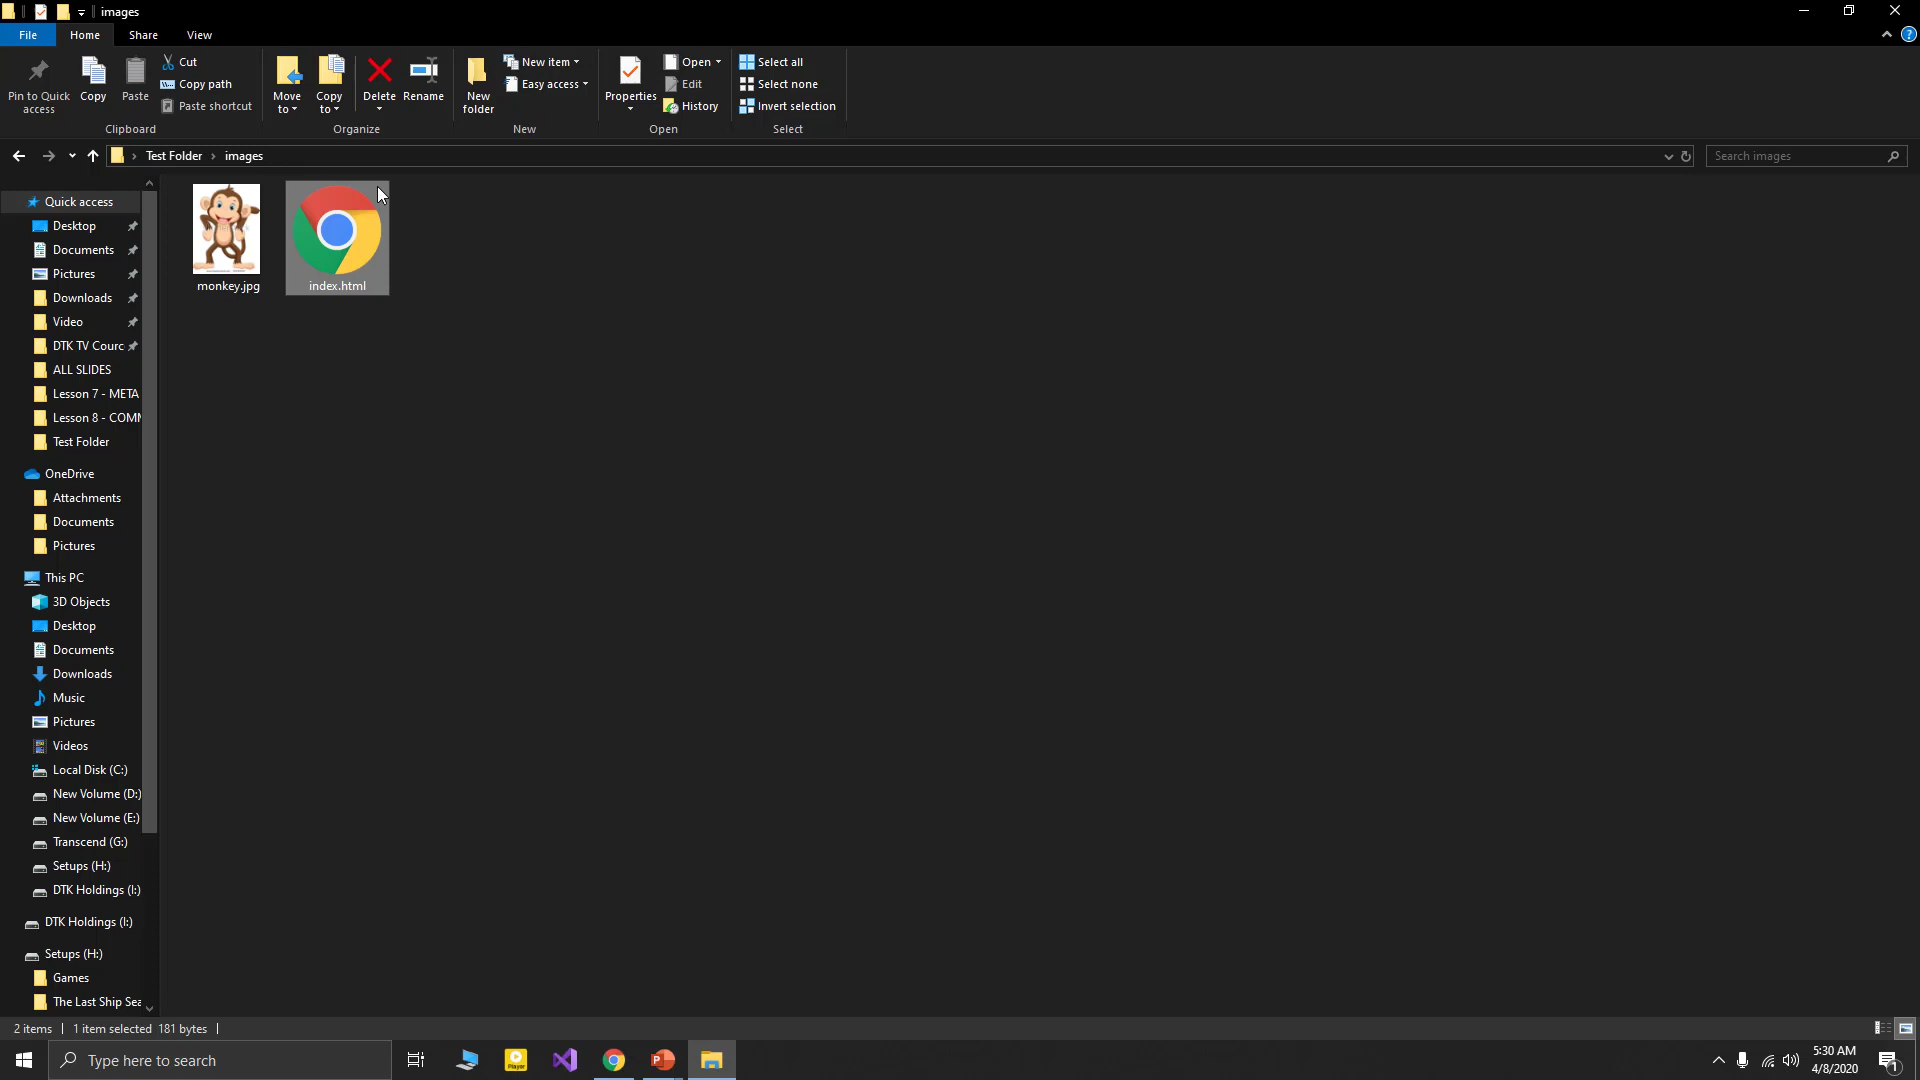 images
File
Home
Share
View
Pin to Quick access
Copy
Paste
Cut
Copy path
Paste shortcut
Clipboard
Move to
Copy to
Delete
Rename
Organize
New folder
New item
Easy access
New
Properties
Open
Edit
History
Open
Select all
Select none
Invert selection
Select
Test Folder
images
Search images
Quick access
Desktop
Documents
Pictures
Downloads
Video
DTK TV Courc
ALL SLIDES
Lesson 7 - META
Lesson 8 - COMM
Test Folder
OneDrive
Attachments
Documents
Pictures
This PC
3D Objects
Desktop
Documents
Downloads
Music
Pictures
Videos
Local Disk (C:)
New Volume (D:)
New Volume (E:)
Transcend (G:)
Setups (H:)
DTK Holdings (I:)
DTK Holdings (I:)
Setups (H:)
Games
The Last Ship Sea
monkey.jpg
index.html
2 items
1 item selected 181 bytes
Type here to search
Player
5:30 AM
4/8/2020
1